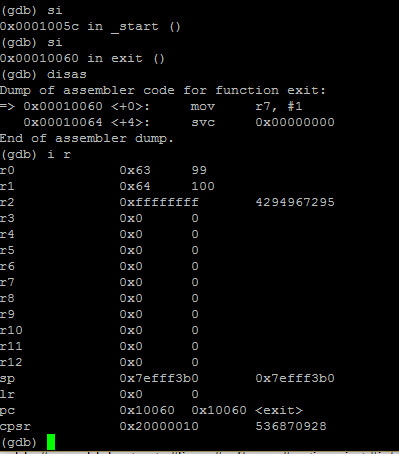 (gdb) si
0x0001005c in _start ()
(gdb) si
0x00010060 in exit ()
(gdb) disas
Dump of assembler code for function exit:
=> 0x00010060 <+0>: mov r7, #1
0x00010064 <+4>: svc 0x00000000
End of assembler dump.
(gdb) i r
r0 0x63 99
r1 0x64 100
r2 0xffffffff 4294967295
r3 0x0 0
r4 0x0 0
r5 0x0 0
r6 0x0 0
r7 0x0 0
r8 0x0 0
r9 0x0 0
r10 0x0 0
r11 0x0 0
r12 0x0 0
sp 0x7efff3b0 0x7efff3b0
lr 0x0 0
pc 0x10060 0x10060 <exit>
cpsr 0x20000010 536870928
(gdb)